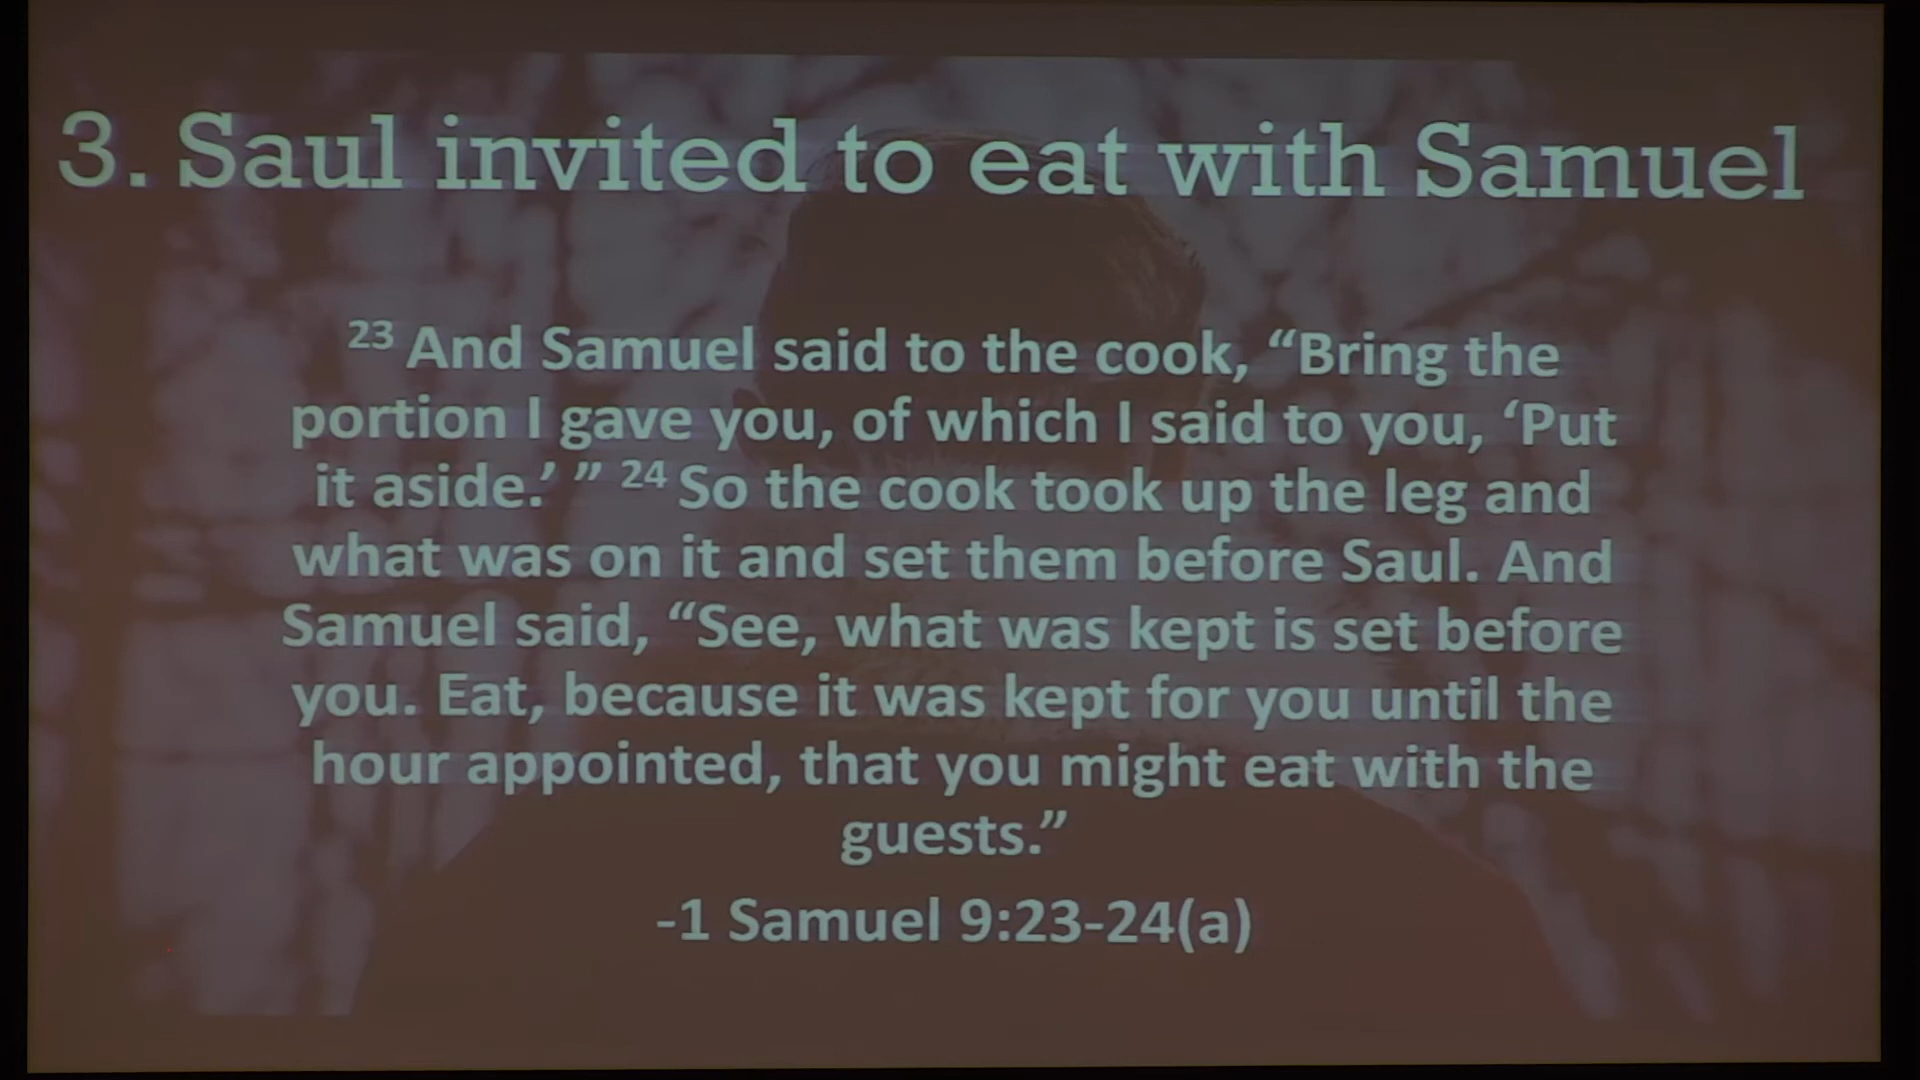 3. Saul invited to eat with Samuel
23 And Samuel said to the cook, “Bring the
portion I gave you, of which I said to you, ‘Put
it aside.’ ” 24 So the cook took up the leg and
what was on it and set them before Saul. And
Samuel said, “See, what was kept is set before
you. Eat, because it was kept for you until the
hour appointed, that you might eat with the
guests.”
-1 Samuel 9:23-24(a)